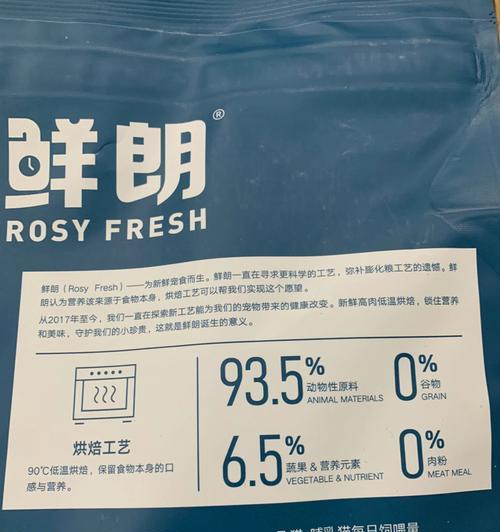 鲜朗®
ROSY FRESH
鲜朗(Rosy Fresh)——为新鲜宠食而生。鲜朗一直在寻求更科学的工艺，弥补膨化粮工艺的遗憾。鲜
朗认为营养该来源于食物本身，烘焙工艺可以帮我们实现这个愿望。
从2017年至今，我们一直在探索新工艺能为我们的宠物带来的健康改变。新鲜高肉低温烘焙，锁住营养
和美味，守护我们的小珍贵，这就是鲜朗诞生的意义。
烘焙工艺
90℃低温烘焙，保留食物本身的口
感与营养。
93.5%
动物性原料
ANIMAL MATERIALS
0%
谷物
GRAIN
6.5%
蔬果 & 营养元素
VEGETABLE & NUTRIENT
0%
肉粉
MEAT MEAL
猫每日饲喂量